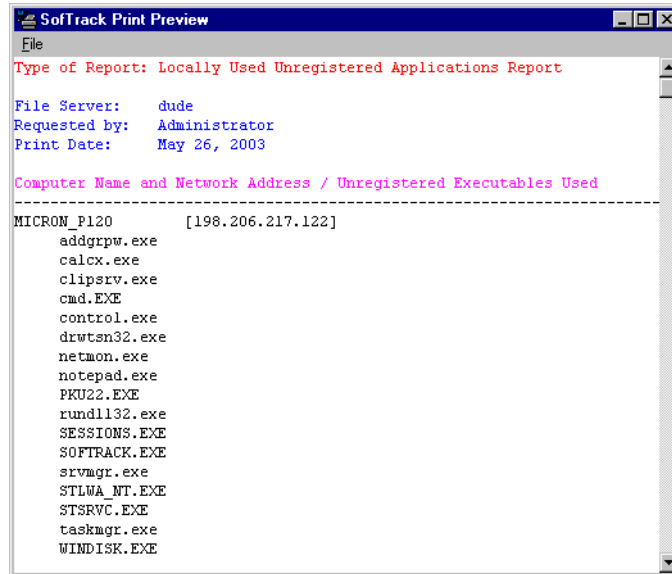 SofTrack Print Preview
File
Type of Report: Locally Used Unregistered Applications Report
File Server: dude
Requested by: Administrator
Print Date: May 26, 2003
Computer Name and Network Address / Unregistered Executables Used
--------------------------------------------------------------------------------
MICRON_P120 [198.206.217.122]
addgrpw.exe
calcx.exe
clipsrv.exe
cmd.EXE
control.exe
drwtsn32.exe
netmon.exe
notepad.exe
PKU22.EXE
rundll32.exe
SESSIONS.EXE
SOFTRACK.EXE
srvmgr.exe
STLWA_NT.EXE
STSRVC.EXE
taskmgr.exe
WINDISK.EXE